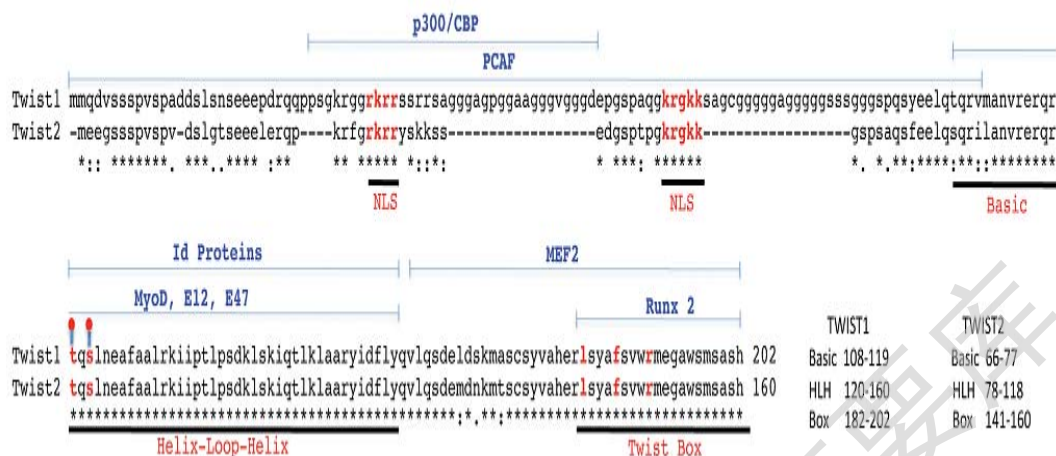 p300/CBP
PCAF
Twist1 mmqdvssspvspaddslsnseeepdrqqppsgkrggrkrrssrrsagggagpggaagggvgggdepgspaqgkrgkksagcgggggagggggsssgggspqsyeelqtqrvmanvrerqr
Twist2 -meegssspvspv-dslgtseeelerqp----krfgrkrryskkss------------------edgsptpgkrgkk-----------------gspsaqsfeelqsqrilanvrerqr
*:: *******. ***..**** :** ** ***** *:.*: * ***: ******* *. *.:*****:**::*********
NLS
NLS
Basic
Id Proteins
MEF2
MyoD, E12, E47
Runx 2
Twist1 tqslneafaalrkiiptlpsdklskiqtlklaaryidflyqvlqsdeldskmascsyvaherlsyafsvwrmegawsmsash 202
Twist2 tqslneafaalrkiiptlpsdklskiqtlklaaryidflyqvlqsdemdnkmtscsyvaherlsyafsvwrmegawsmsash 160
***********************************************:*.**:*****************************
Helix-Loop-Helix
Twist Box
TWIST1 TWIST2
Basic 108-119 Basic 66-77
HLH 120-160 HLH 78-118
Box 182-202 Box 141-160